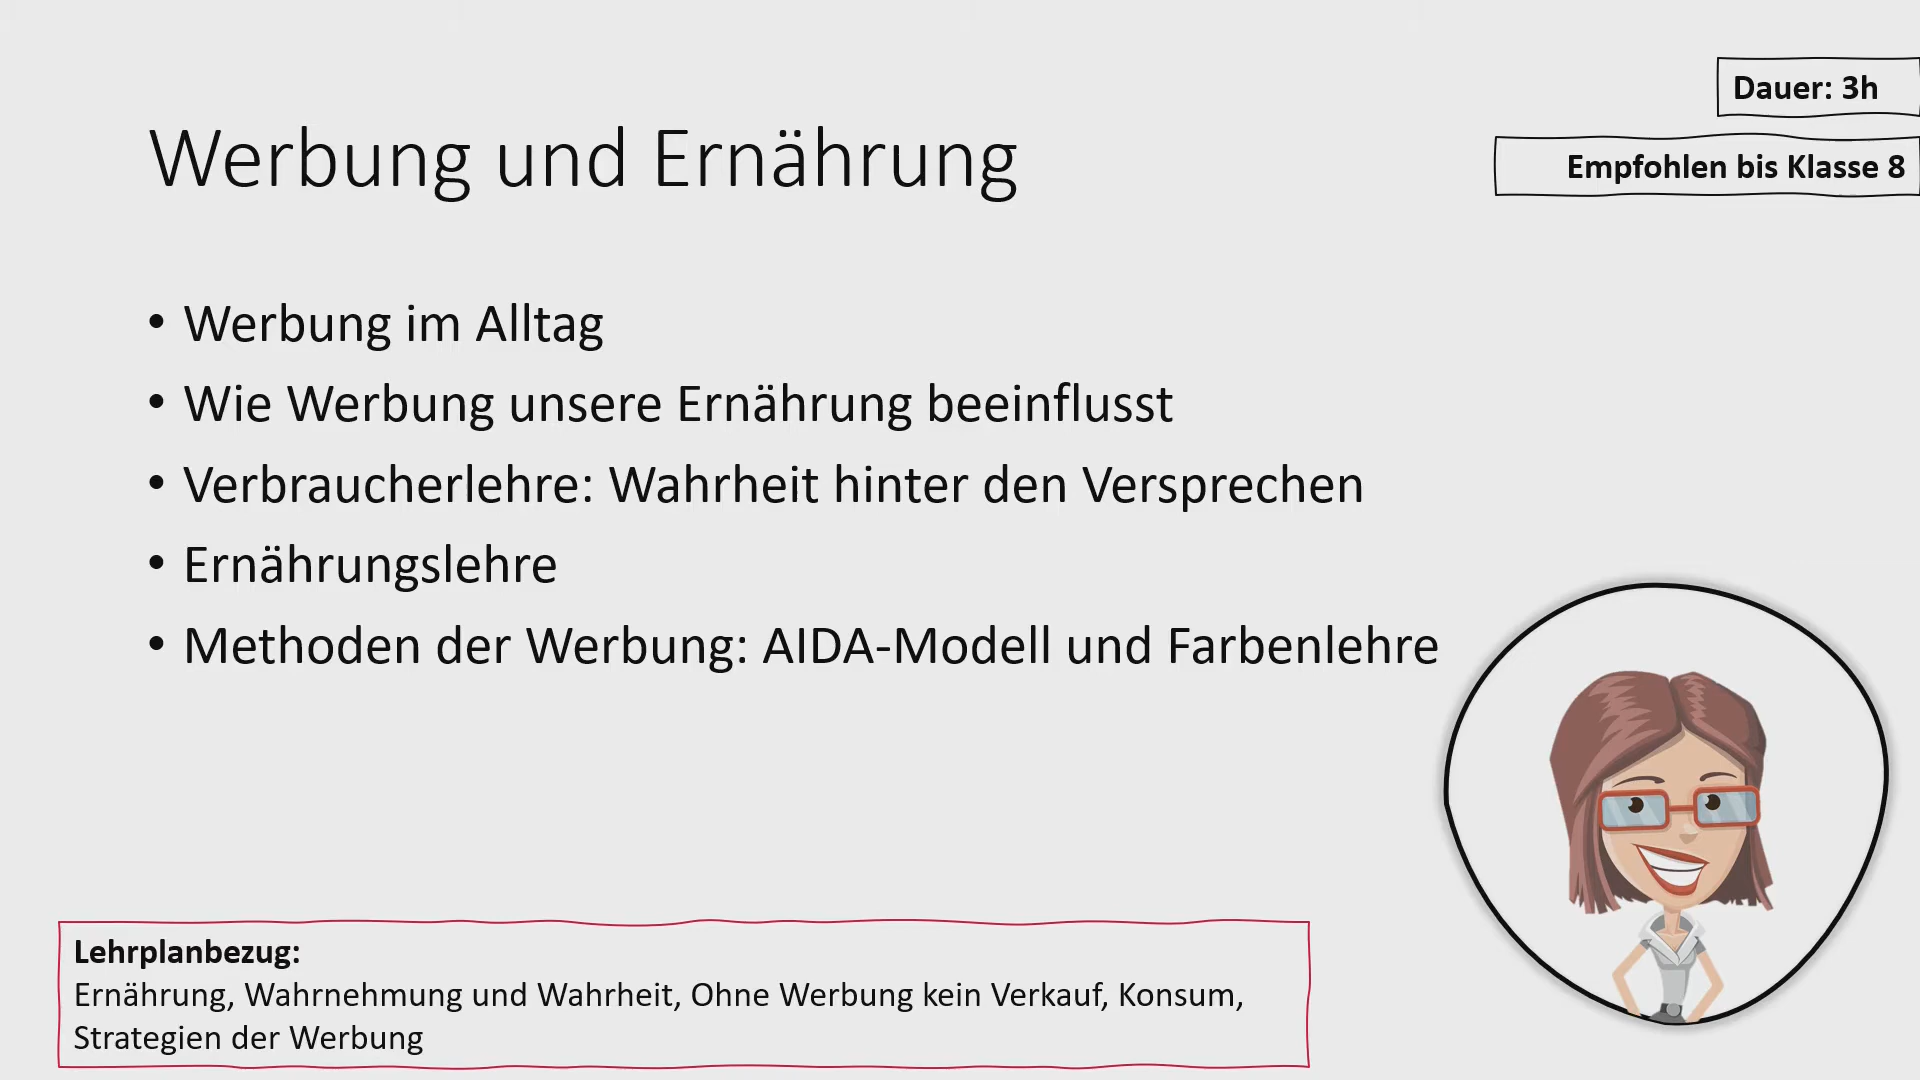 Dauer: 3h
Empfohlen bis Klasse 8
Werbung und Ernährung
• Werbung im Alltag
• Wie Werbung unsere Ernährung beeinflusst
• Verbraucherlehre: Wahrheit hinter den Versprechen
• Ernährungslehre
• Methoden der Werbung: AIDA-Modell und Farbenlehre
Lehrplanbezug:
Ernährung, Wahrnehmung und Wahrheit, Ohne Werbung kein Verkauf, Konsum,
Strategien der Werbung